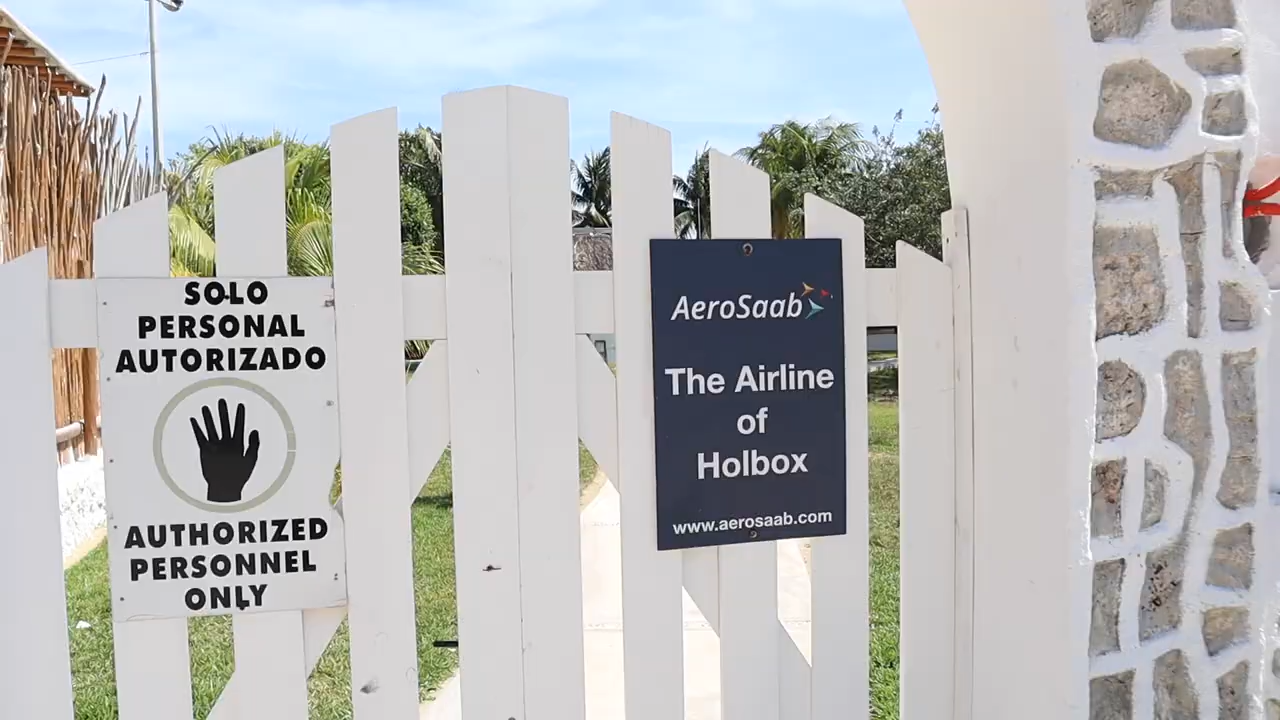 SOLO
PERSONAL
AUTORIZADO
AUTHORIZED
PERSONNEL
ONLY
AeroSaab
The Airline
of
Holbox
www.aerosaab.com